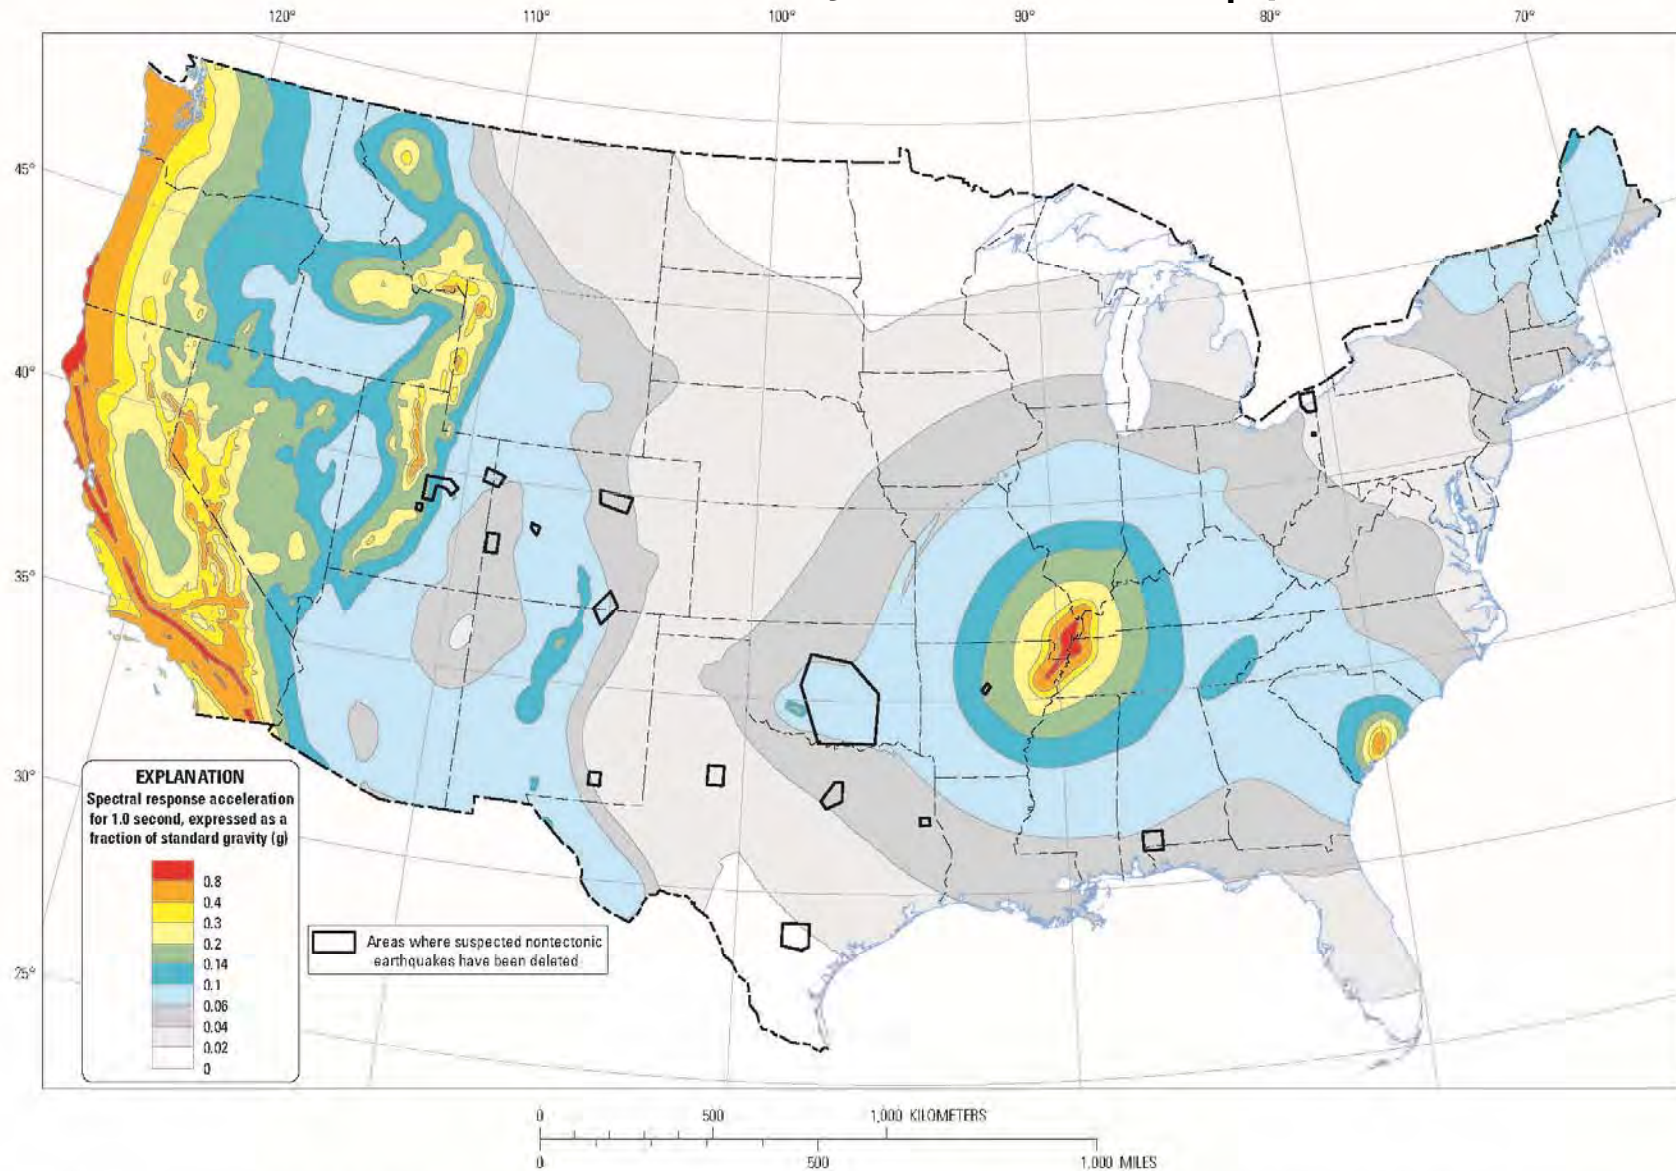 120°
110°
100°
90°
80°
70°
45°
40°
35°
30°
25°
EXPLANATION
Spectral response acceleration
for 1.0 second, expressed as a
fraction of standard gravity (g)
0.8
0.4
0.3
0.2
0.14
0.1
0.06
0.04
0.02
0
Areas where suspected nontectonic
earthquakes have been deleted
0 500 1,000 KILOMETERS
0 500 1,000 MILES